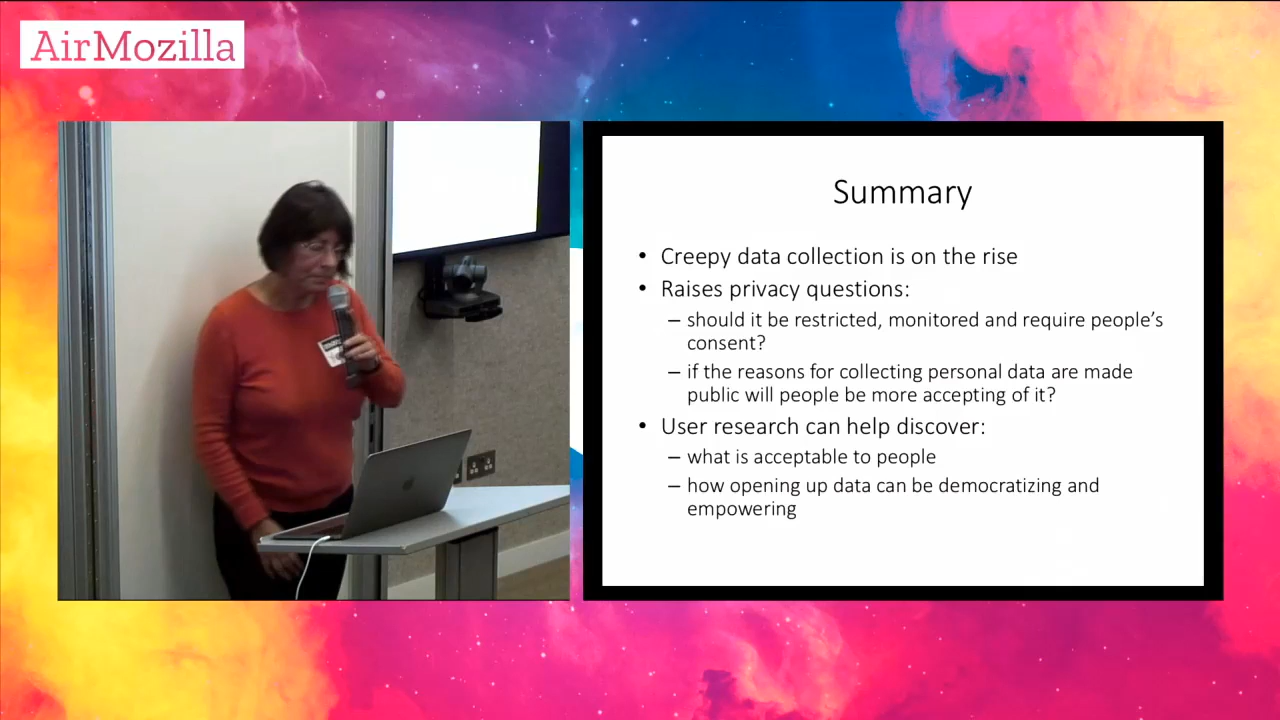 AirMozilla
Summary
• Creepy data collection is on the rise
• Raises privacy questions:
– should it be restricted, monitored and require people’s
consent?
– if the reasons for collecting personal data are made
public will people be more accepting of it?
• User research can help discover:
– what is acceptable to people
– how opening up data can be democratizing and
empowering